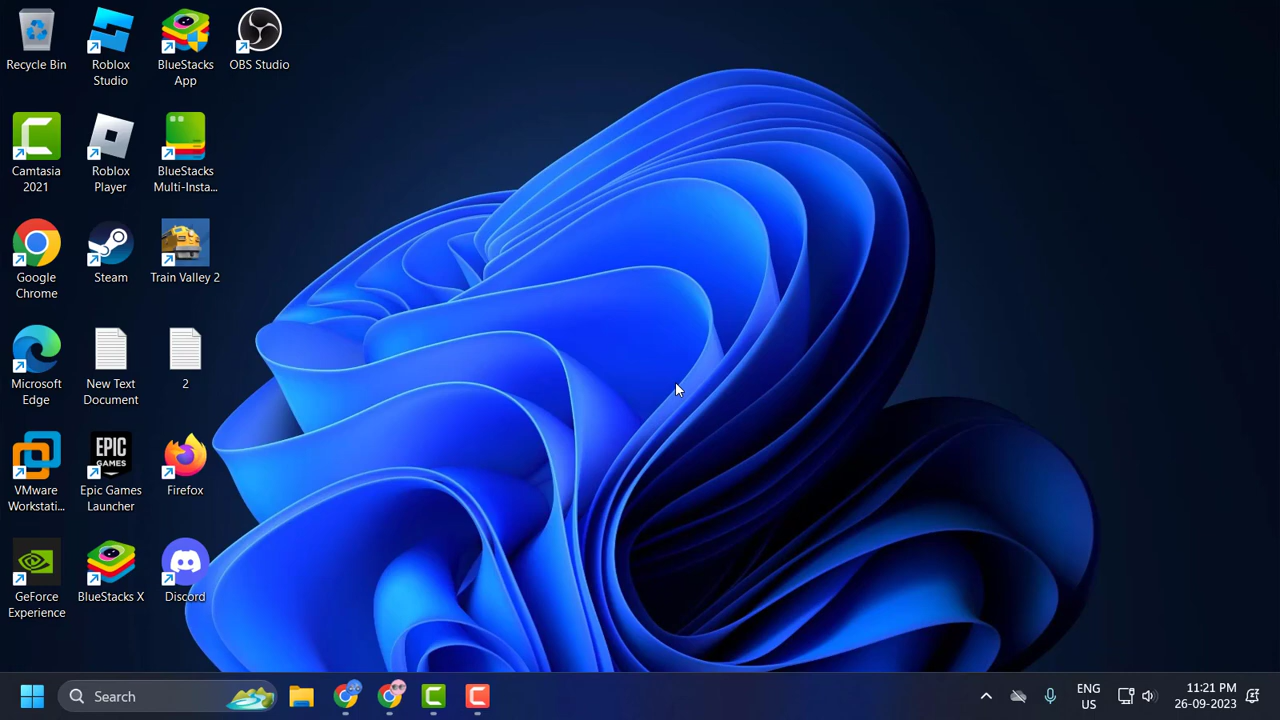 Recycle Bin
Roblox
Studio
BlueStacks
App
OBS Studio
Camtasia
2021
Roblox
Player
BlueStacks
Multi-Insta...
Google
Chrome
Steam
Train Valley 2
Microsoft
Edge
New Text
Document
2
VMware
Workstati...
EPIC
GAMES
Epic Games
Launcher
Firefox
GeForce
Experience
BlueStacks X
Discord
Search
ENG
US
11:21 PM
26-09-2023